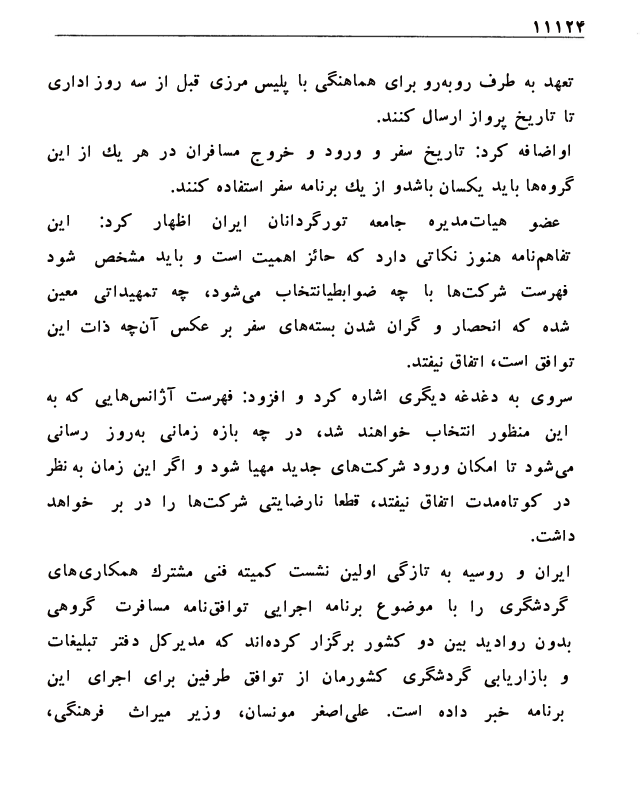 ۱۱۱۲۴
تعهد به طرف روبه‌رو برای هماهنگی با پلیس مرزی قبل از سه روز اداری
تا تاریخ پرواز ارسال کنند.
اواضافه کرد: تاریخ سفر و ورود و خروج مسافران در هر یك از این
گروه‌ها باید یکسان باشدو از یك برنامه سفر استفاده کنند.
عضو هیات‌مدیره جامعه تورگردانان ایران اظهار کرد: این
تفاهم‌نامه هنوز نکاتی دارد که حائز اهمیت است و باید مشخص شود
فهرست شرکت‌ها با چه ضوابطیانتخاب می‌شود، چه تمهیداتی معین
شده که انحصار و گران شدن بسته‌های سفر بر عکس آن‌چه ذات این
توافق است، اتفاق نیفتد.
سروی به دغدغه دیگری اشاره کرد و افزود: فهرست آژانس‌هایی که به
این منظور انتخاب خواهند شد، در چه بازه زمانی به‌روز رسانی
می‌شود تا امکان ورود شرکت‌های جدید مهیا شود و اگر این زمان به‌نظر
در کوتاه‌مدت اتفاق نیفتد، قطعا نارضایتی شرکت‌ها را در بر خواهد
داشت.
ایران و روسیه به تازگی اولین نشست کمیته فنی مشترك همکاری‌های
گردشگری را با موضوع برنامه اجرایی توافق‌نامه مسافرت گروهی
بدون روادید بین دو کشور برگزار کرده‌اند که مدیرکل دفتر تبلیغات
و بازاریابی گردشگری کشورمان از توافق طرفین برای اجرای این
برنامه خبر داده است. علی‌اصغر مونسان، وزیر میراث فرهنگی،